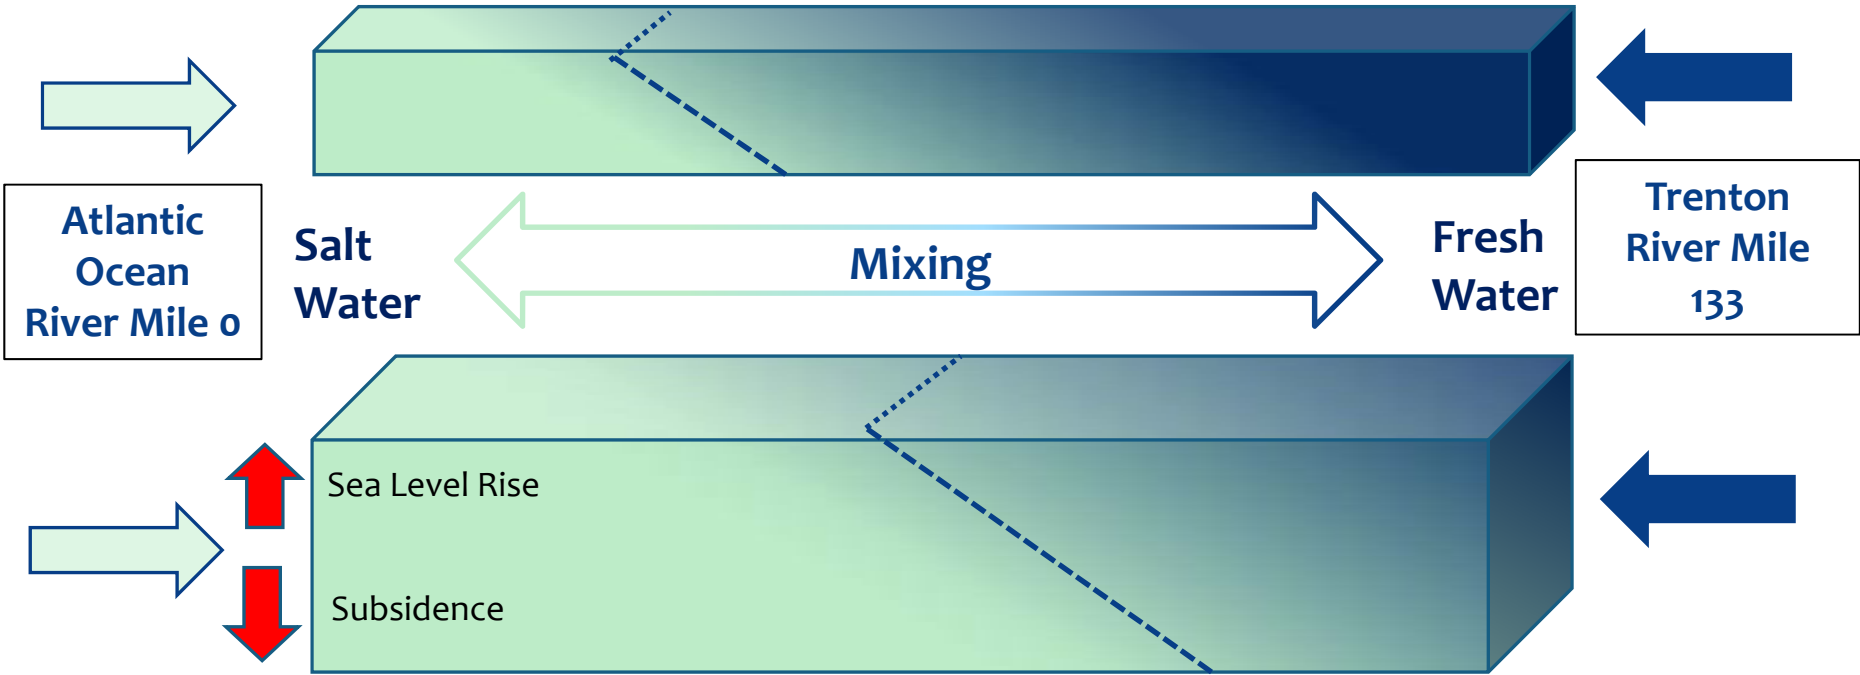 Atlantic
Ocean
River Mile 0
Salt
Water
Mixing
Fresh
Water
Trenton
River Mile
133
Sea Level Rise
Subsidence